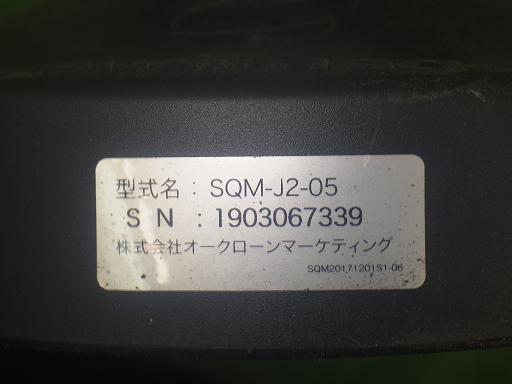 型式名 : SQM-J2-05
S N : 1903067339
株式会社オークローンマーケティング
SQM20171201S1-06